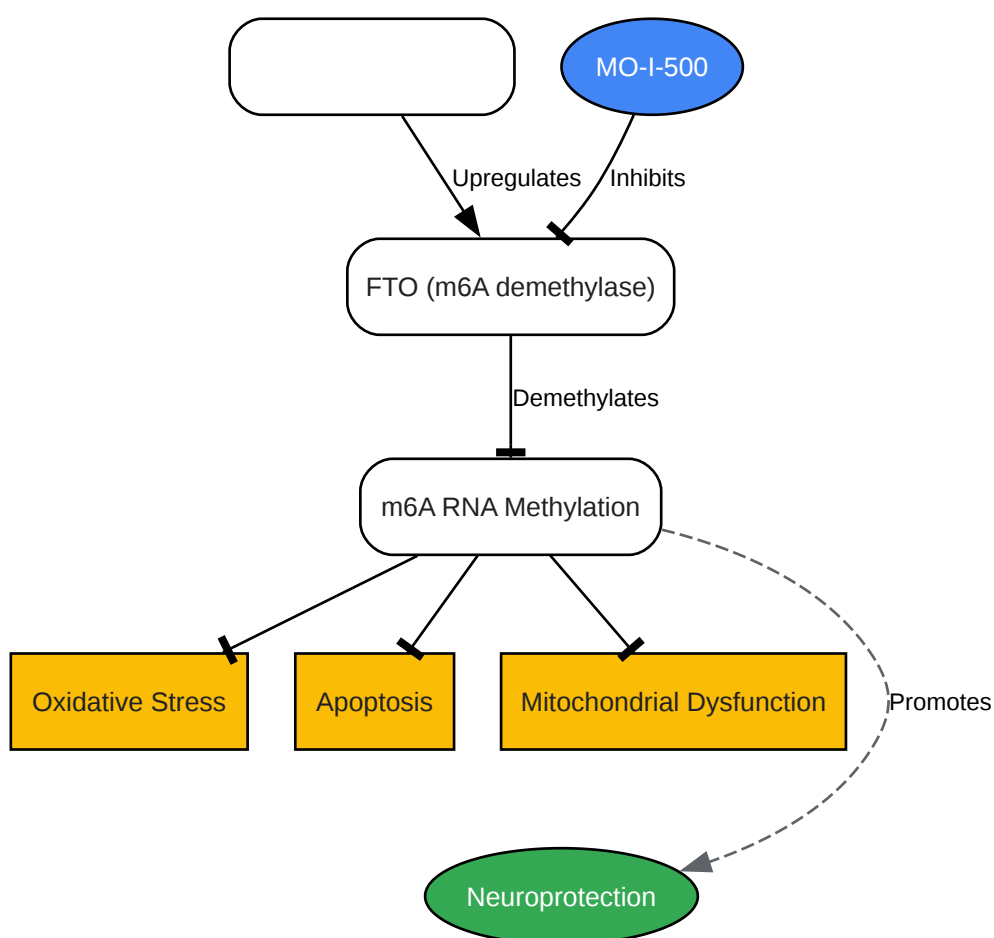 MO-I-500
Upregulates
Inhibits
FTO (m6A demethylase)
Demethylates
m6A RNA Methylation
Oxidative Stress
Apoptosis
Mitochondrial Dysfunction
Promotes
Neuroprotection